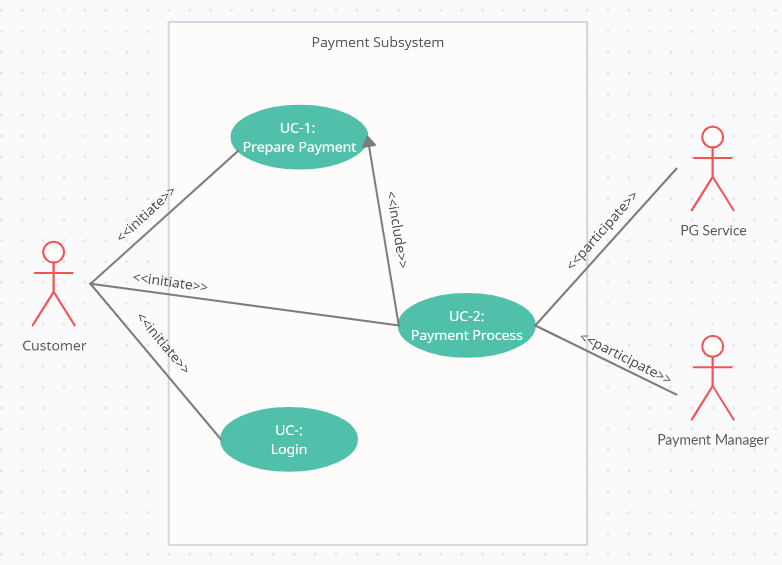 Payment Subsystem
UC-1:
Prepare Payment
<<initiate>>
<<include>>
<<participate>>
PG Service
<<initiate>>
Customer
<<initiate>>
UC-2:
Payment Process
<<participate>>
Payment Manager
UC-:
Login